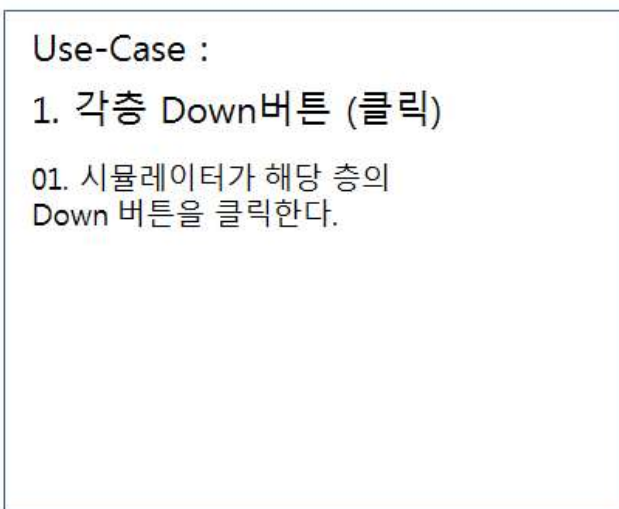 Use-Case :
1. 각층 Down버튼 (클릭)
01. 시뮬레이터가 해당 층의
Down 버튼을 클릭한다.